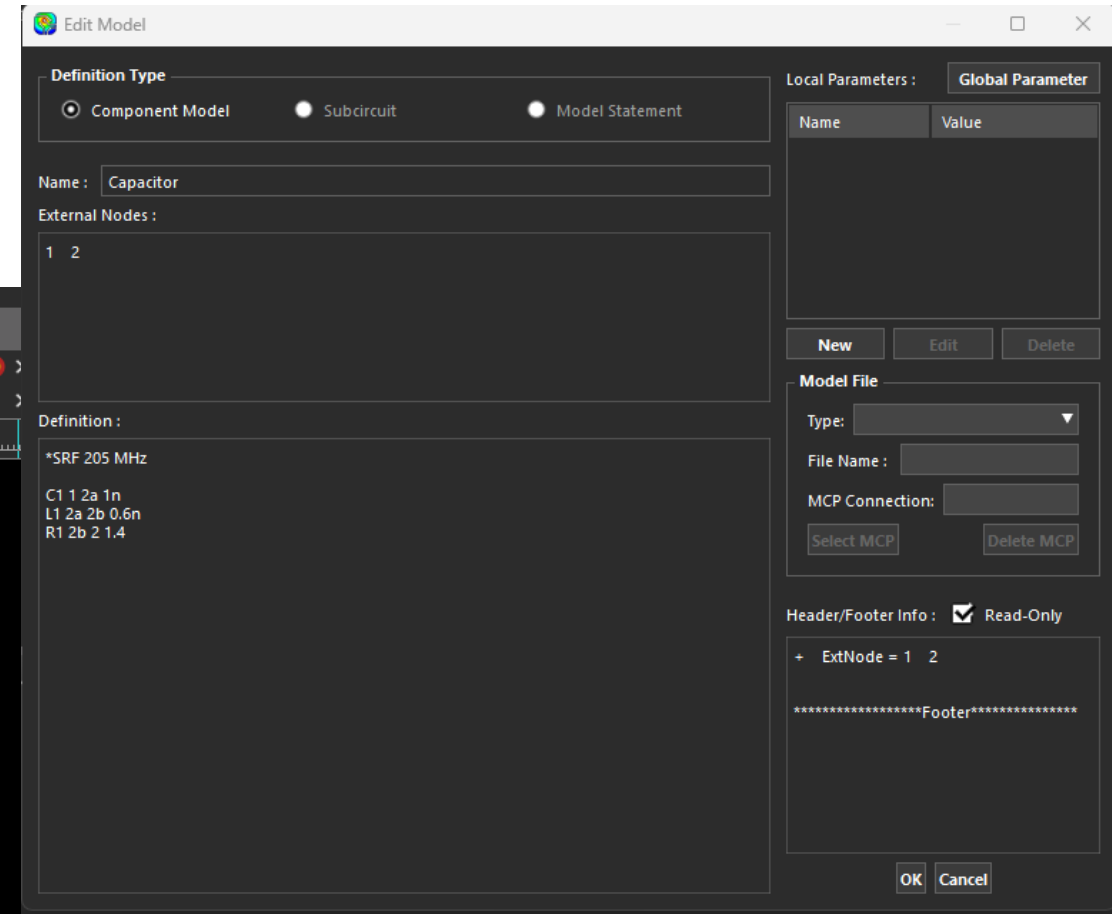 Edit Model
Definition Type
Component Model Subcircuit Model Statement
Name : Capacitor
External Nodes :
1 2
Definition :
*SRF 205 MHz
C1 1 2a 1n
L1 2a 2b 0.6n
R1 2b 2 1.4
Local Parameters : Global Parameter
Name Value
New Edit Delete
Model File
Type:
File Name :
MCP Connection:
Select MCP Delete MCP
Header/Footer Info : Read-Only
+ ExtNode = 1 2
******************Footer***************
OK Cancel